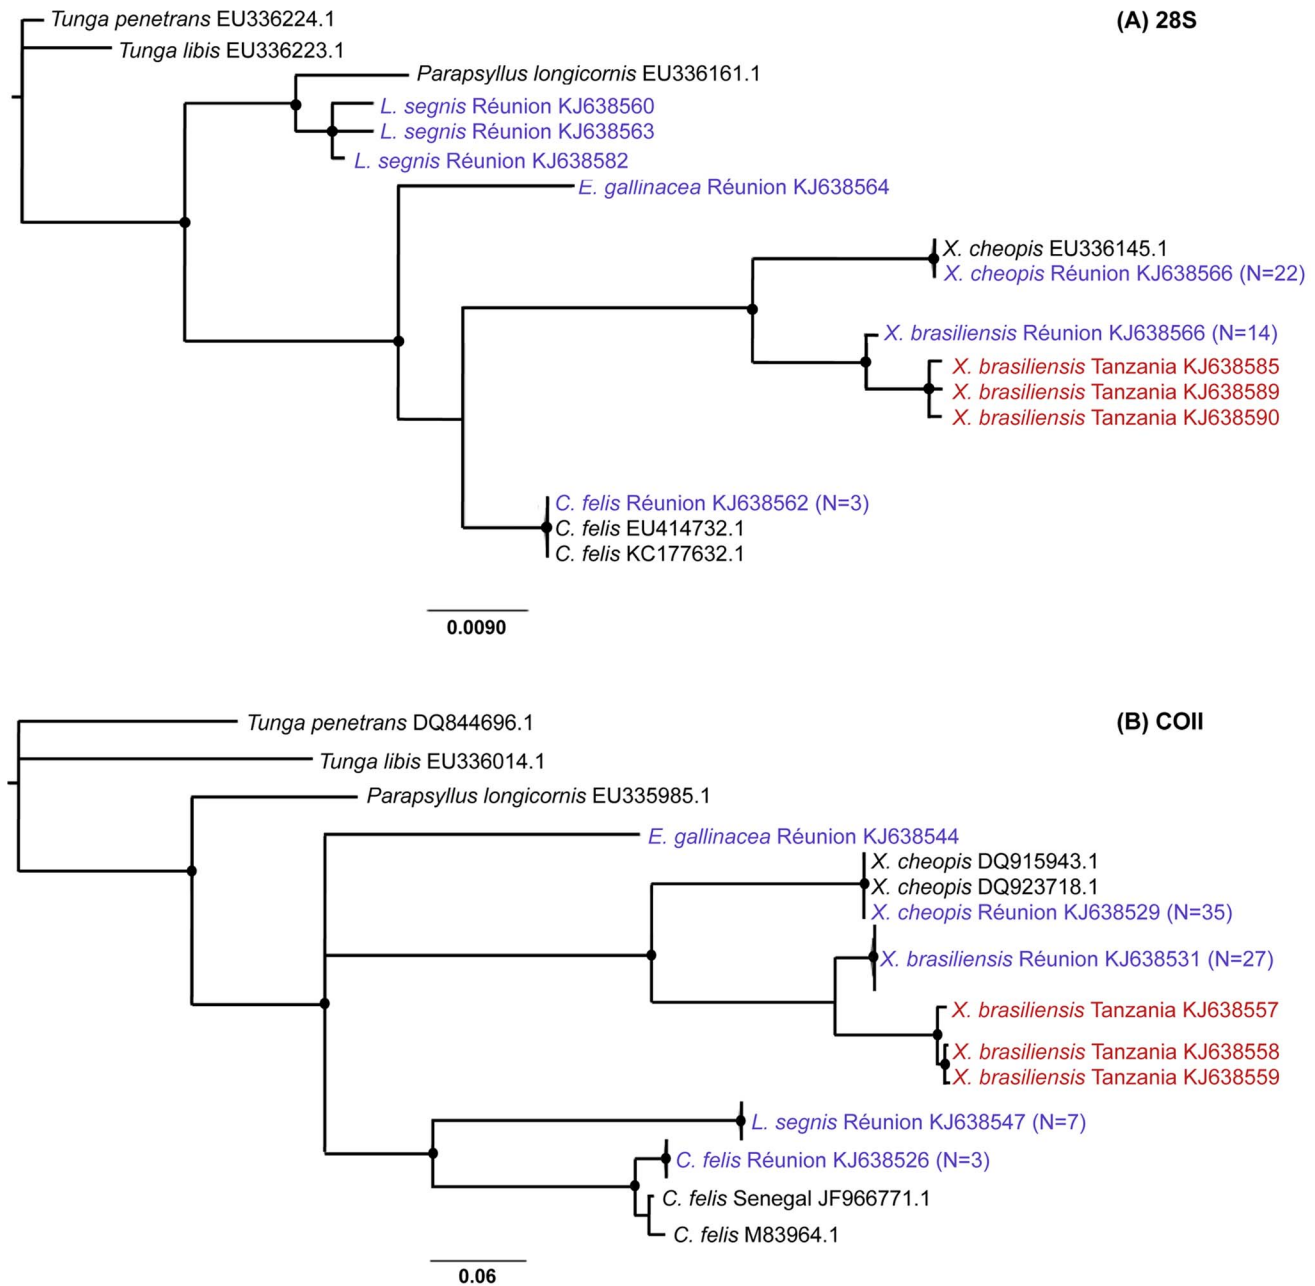 (A) 28S
Tunga penetrans EU336224.1
Tunga libis EU336223.1
Parapsyllus longicornis EU336161.1
L. segnis Réunion KJ638560
L. segnis Réunion KJ638563
L. segnis Réunion KJ638582
E. gallinacea Réunion KJ638564
X. cheopis EU336145.1
X. cheopis Réunion KJ638566 (N=22)
X. brasiliensis Réunion KJ638566 (N=14)
X. brasiliensis Tanzania KJ638585
X. brasiliensis Tanzania KJ638589
X. brasiliensis Tanzania KJ638590
C. felis Réunion KJ638562 (N=3)
C. felis EU414732.1
C. felis KC177632.1
0.0090
(B) COII
Tunga penetrans DQ844696.1
Tunga libis EU336014.1
Parapsyllus longicornis EU335985.1
E. gallinacea Réunion KJ638544
X. cheopis DQ915943.1
X. cheopis DQ923718.1
X. cheopis Réunion KJ638529 (N=35)
X. brasiliensis Réunion KJ638531 (N=27)
X. brasiliensis Tanzania KJ638557
X. brasiliensis Tanzania KJ638558
X. brasiliensis Tanzania KJ638559
L. segnis Réunion KJ638547 (N=7)
C. felis Réunion KJ638526 (N=3)
C. felis Senegal JF966771.1
C. felis M83964.1
0.06